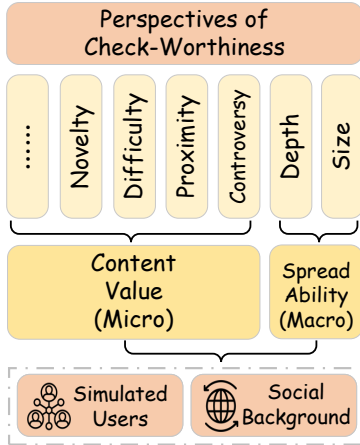 Perspectives of
Check-Worthiness
......
Novelty
Difficulty
Proximity
Controversy
Depth
Size
Content
Value
(Micro)
Spread
Ability
(Macro)
Simulated
Users
Social
Background